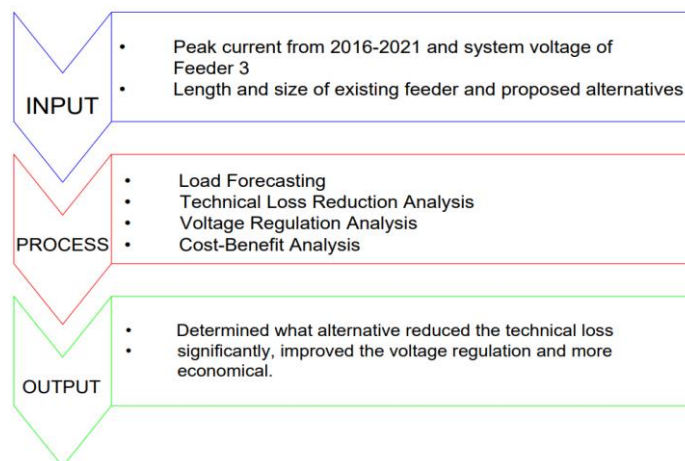 INPUT
• Peak current from 2016-2021 and system voltage of
Feeder 3
• Length and size of existing feeder and proposed alternatives
PROCESS
• Load Forecasting
• Technical Loss Reduction Analysis
• Voltage Regulation Analysis
• Cost-Benefit Analysis
OUTPUT
• Determined what alternative reduced the technical loss
• significantly, improved the voltage regulation and more
economical.